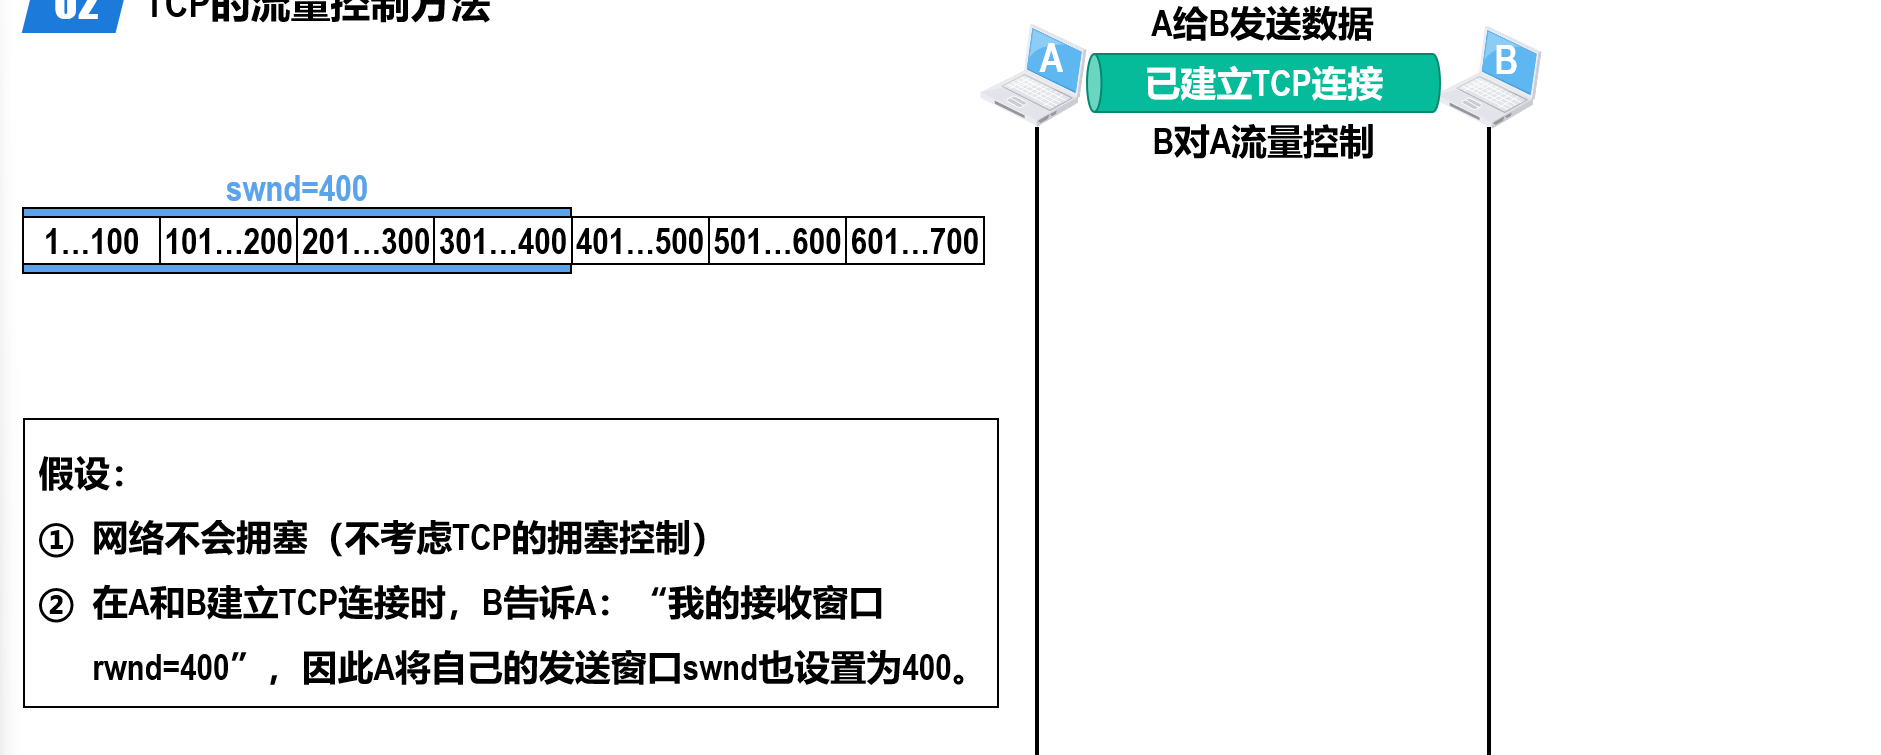 02 TCP的流量控制方法
A给B发送数据
A
已建立TCP连接
B
B对A流量控制
swnd=400
1…100 101…200 201…300 301…400 401…500 501…600 601…700
假设：
① 网络不会拥塞（不考虑TCP的拥塞控制）
② 在A和B建立TCP连接时，B告诉A：“我的接收窗口
rwnd=400”，因此A将自己的发送窗口swnd也设置为400。